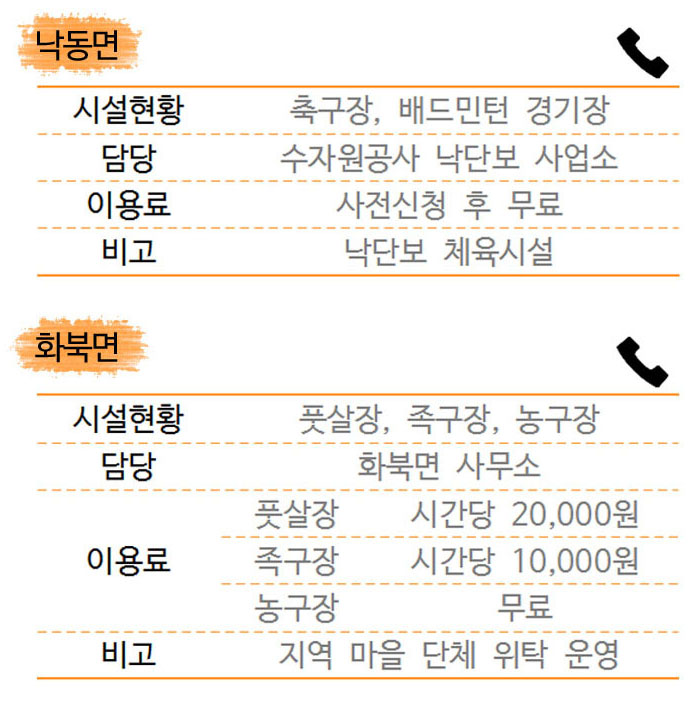 낙동면
시설현황 축구장, 배드민턴 경기장
담당 수자원공사 낙단보 사업소
이용료 사전신청 후 무료
비고 낙단보 체육시설
화북면
시설현황 풋살장, 족구장, 농구장
담당 화북면 사무소
이용료
풋살장 시간당 20,000원
족구장 시간당 10,000원
농구장 무료
비고 지역 마을 단체 위탁 운영